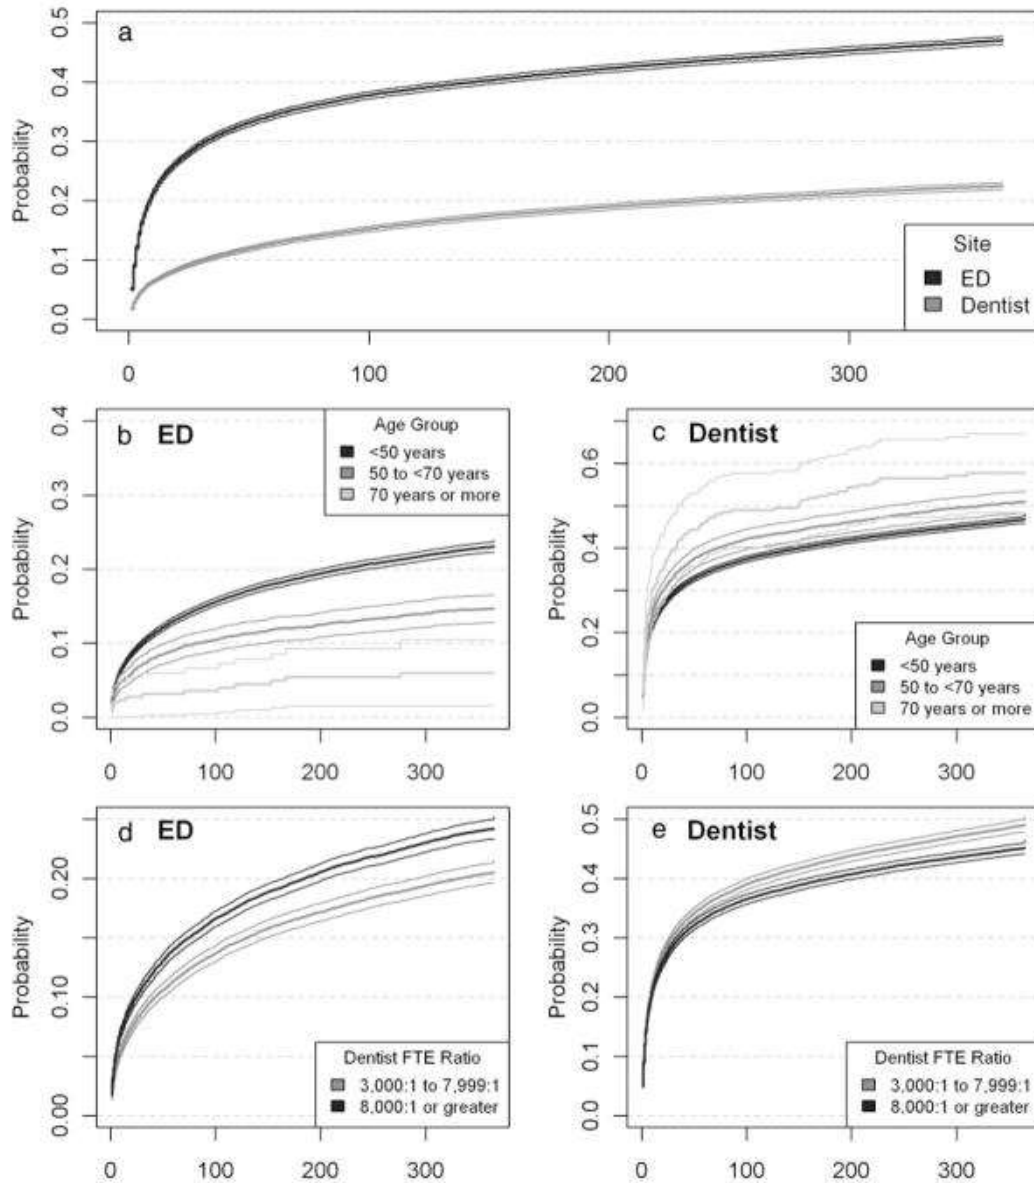 a
0.5
0.4
0.3
0.2
0.1
0.0
Probability
Site
ED
Dentist
0 100 200 300
b ED
0.4
0.3
0.2
0.1
0.0
Probability
Age Group
<50 years
50 to <70 years
70 years or more
0 100 200 300
c Dentist
0.6
0.4
0.2
0.0
Probability
Age Group
<50 years
50 to <70 years
70 years or more
0 100 200 300
d ED
0.20
0.10
0.00
Probability
Dentist FTE Ratio
3,000:1 to 7,999:1
8,000:1 or greater
0 100 200 300
e Dentist
0.5
0.4
0.3
0.2
0.1
0.0
Probability
Dentist FTE Ratio
3,000:1 to 7,999:1
8,000:1 or greater
0 100 200 300